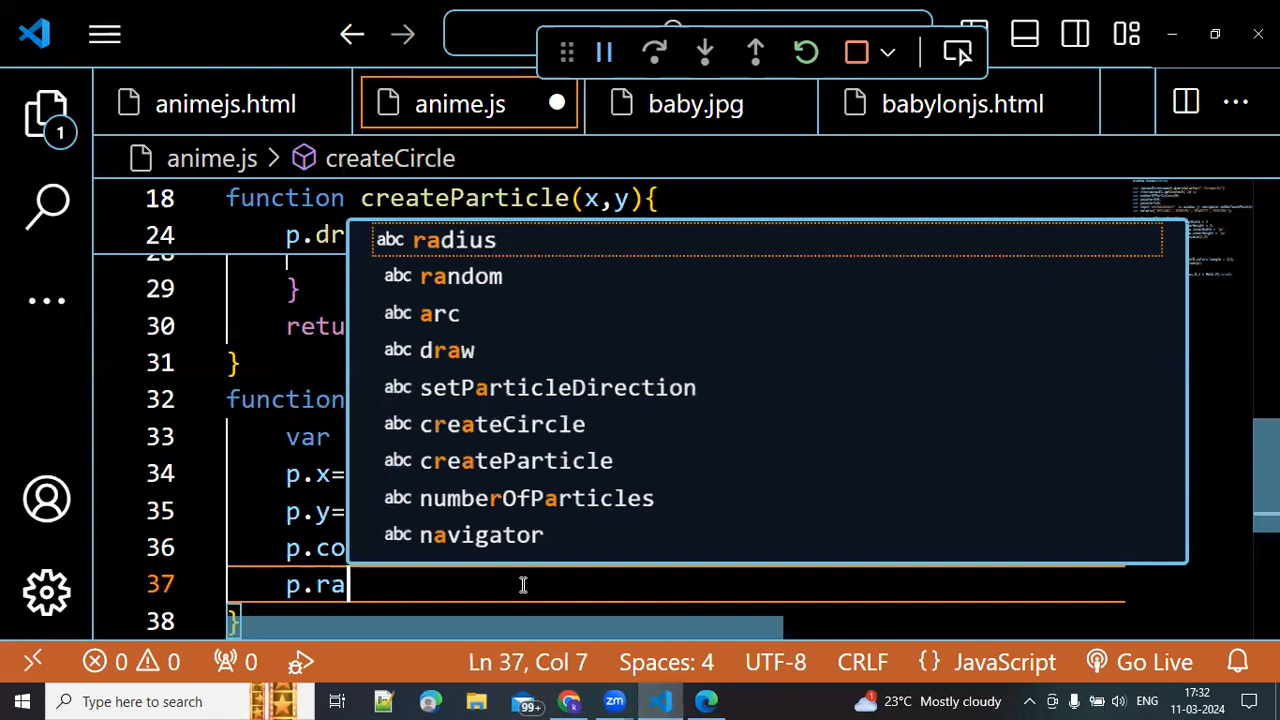 animejs.html
anime.js
baby.jpg
babylonjs.html
1
anime.js > createCircle
18 function createParticle(x,y){
24 p.dr
29 }
30 retu
31 }
32 function
33 var
34 p.x=
35 p.y=
36 p.co
37 p.ra
38 }
abc radius
abc random
abc arc
abc draw
abc setParticleDirection
abc createCircle
abc createParticle
abc numberOfParticles
abc navigator
0 0 0 Ln 37, Col 7 Spaces: 4 UTF-8 CRLF {} JavaScript Go Live
Type here to search
99+
zm
23°C Mostly cloudy
ENG
17:32
11-03-2024